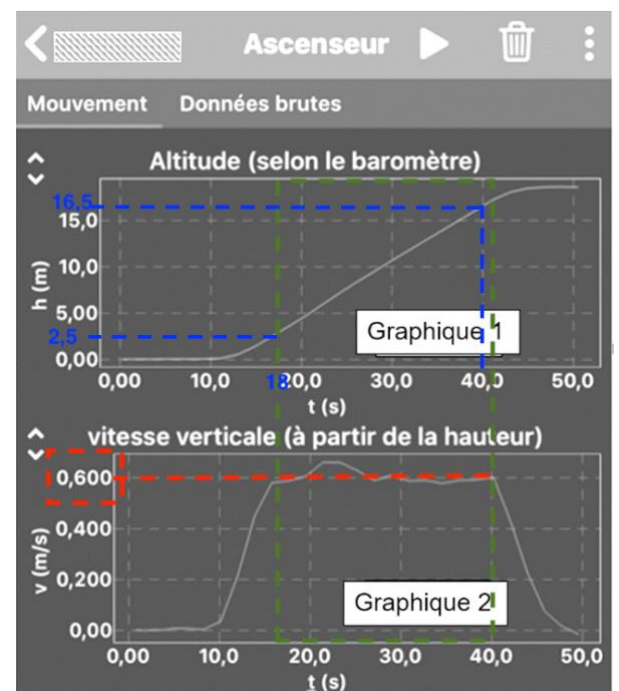 Ascenseur
Mouvement Données brutes
Altitude (selon le baromètre)
16,5
15,0
10,0
h (m)
5,00
Graphique 1
2,5
0,00
0,00 10,0 18 20,0 30,0 40,0 50,0
t (s)
vitesse verticale (à partir de la hauteur)
0,600
0,400
v (m/s)
0,200
Graphique 2
0,00
0,00 10,0 20,0 30,0 40,0 50,0
t (s)